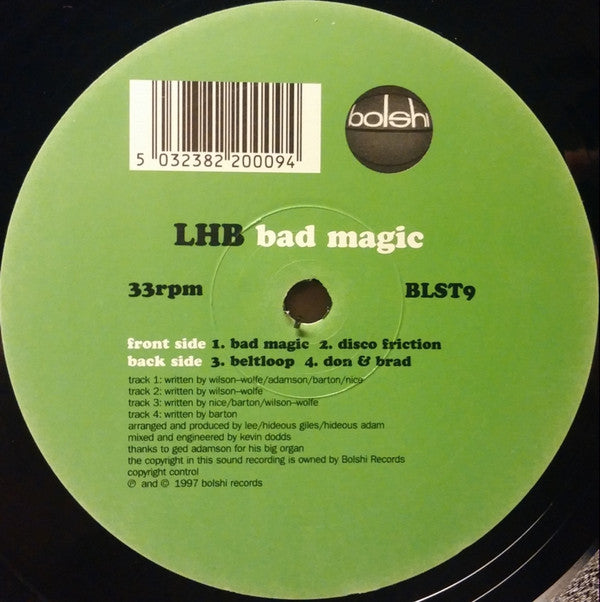 bolshi
5 032382 200094
LHB bad magic
33rpm BLST9
front side 1. bad magic 2. disco friction
back side 3. beltloop 4. don & brad
track 1: written by wilson-wolfe/adamson/barton/nice
track 2: written by wilson-wolfe
track 3: written by nice/barton/wilson-wolfe
track 4: written by barton
arranged and produced by lee/hideous giles/hideous adam
mixed and engineered by kevin dodds
thanks to ged adamson for his big organ
the copyright in this sound recording is owned by Bolshi Records
copyright control
℗ and © 1997 bolshi records